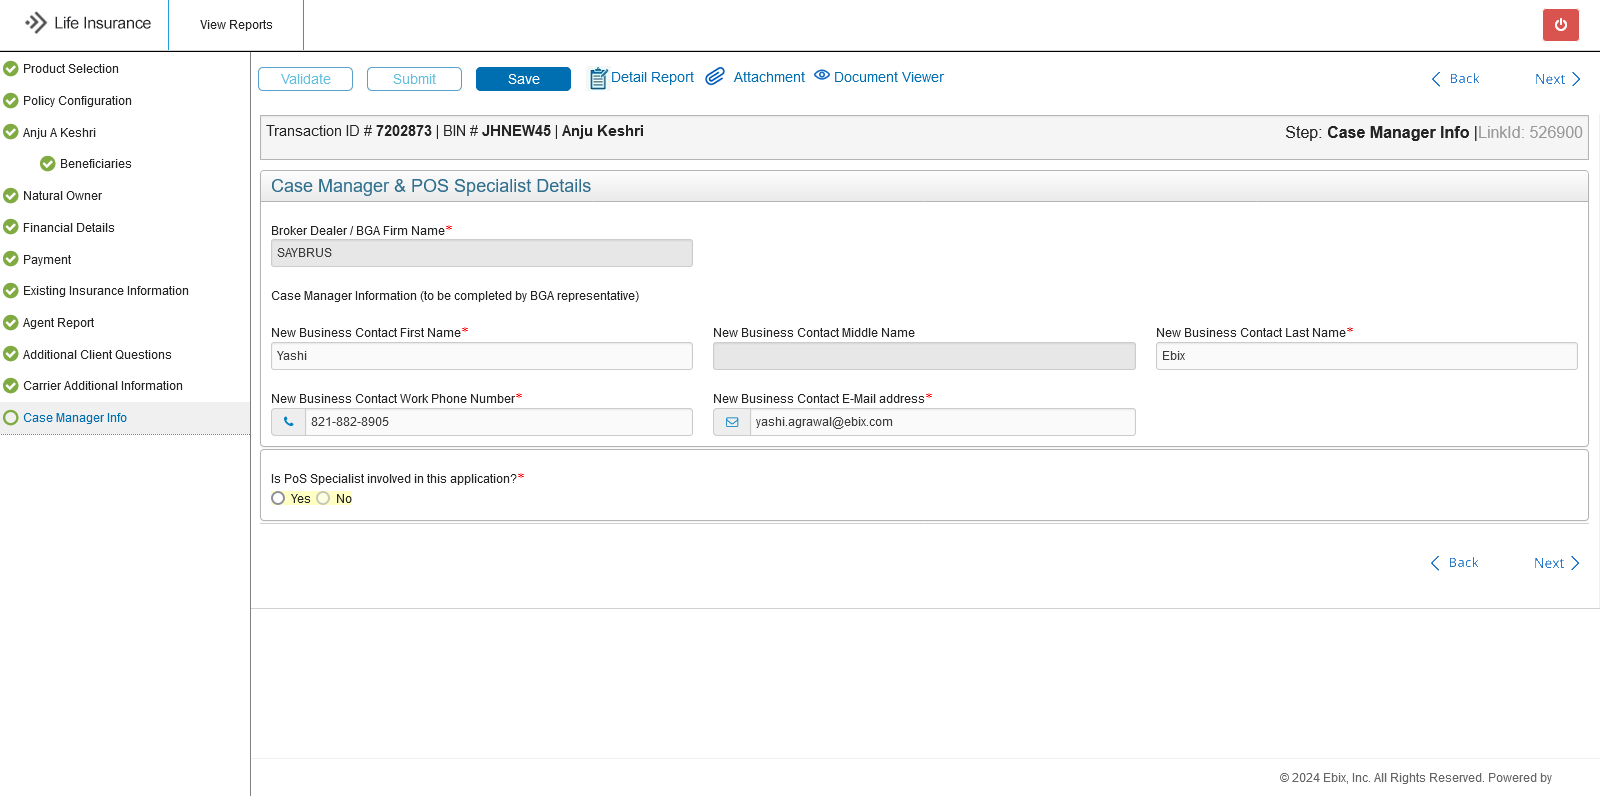 Life Insurance
View Reports
Product Selection
Policy Configuration
Anju A Keshri
Beneficiaries
Natural Owner
Financial Details
Payment
Existing Insurance Information
Agent Report
Additional Client Questions
Carrier Additional Information
Case Manager Info
Validate Submit Save Detail Report Attachment Document Viewer Back Next
Transaction ID # 7202873 | BIN # JHNEW45 | Anju Keshri Step: Case Manager Info |LinkId: 526900
Case Manager & POS Specialist Details
Broker Dealer / BGA Firm Name*
SAYBRUS
Case Manager Information (to be completed by BGA representative)
New Business Contact First Name* New Business Contact Middle Name New Business Contact Last Name*
Yashi Ebix
New Business Contact Work Phone Number* New Business Contact E-Mail address*
821-882-8905 yashi.agrawal@ebix.com
Is PoS Specialist involved in this application?*
Yes No
Back Next
© 2024 Ebix, Inc. All Rights Reserved. Powered by